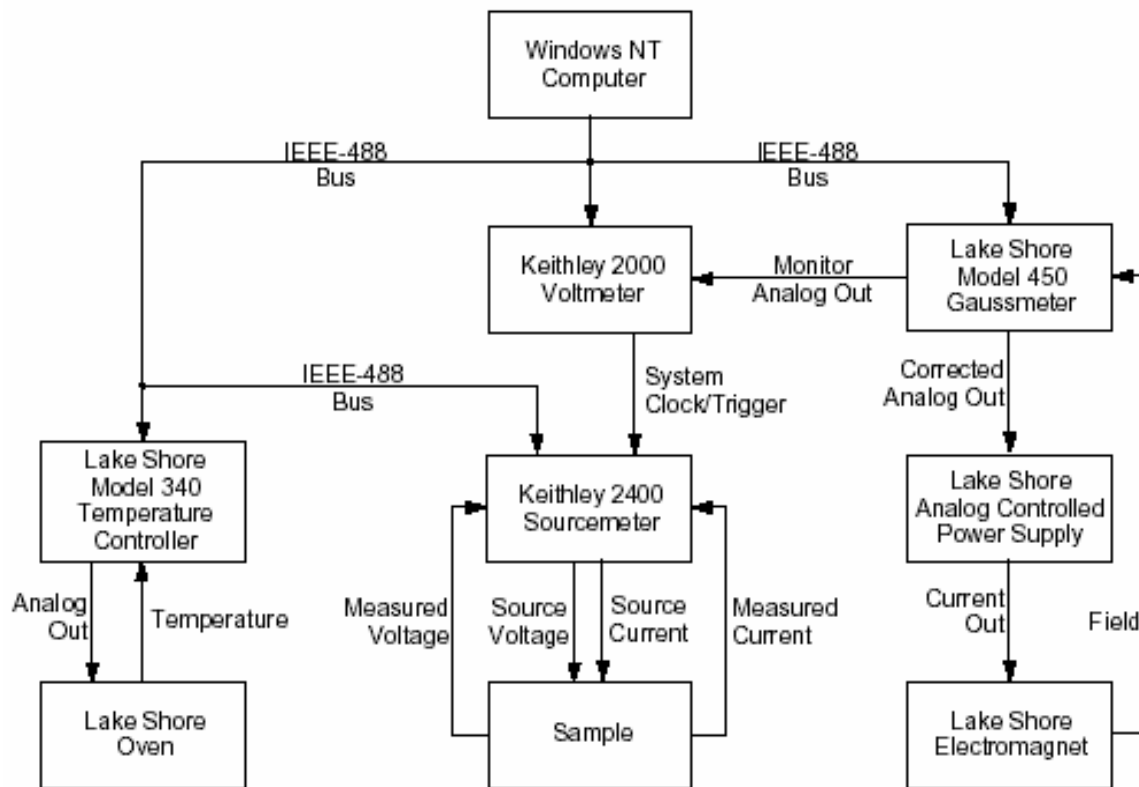 Windows NT
Computer
IEEE-488
Bus
IEEE-488
Bus
Keithley 2000
Voltmeter
Monitor
Analog Out
Lake Shore
Model 450
Gaussmeter
IEEE-488
Bus
System
Clock/Trigger
Corrected
Analog Out
Lake Shore
Model 340
Temperature
Controller
Keithley 2400
Sourcemeter
Lake Shore
Analog Controlled
Power Supply
Analog
Out
Temperature
Measured
Voltage
Source
Voltage
Source
Current
Measured
Current
Current
Out
Field
Lake Shore
Oven
Sample
Lake Shore
Electromagnet